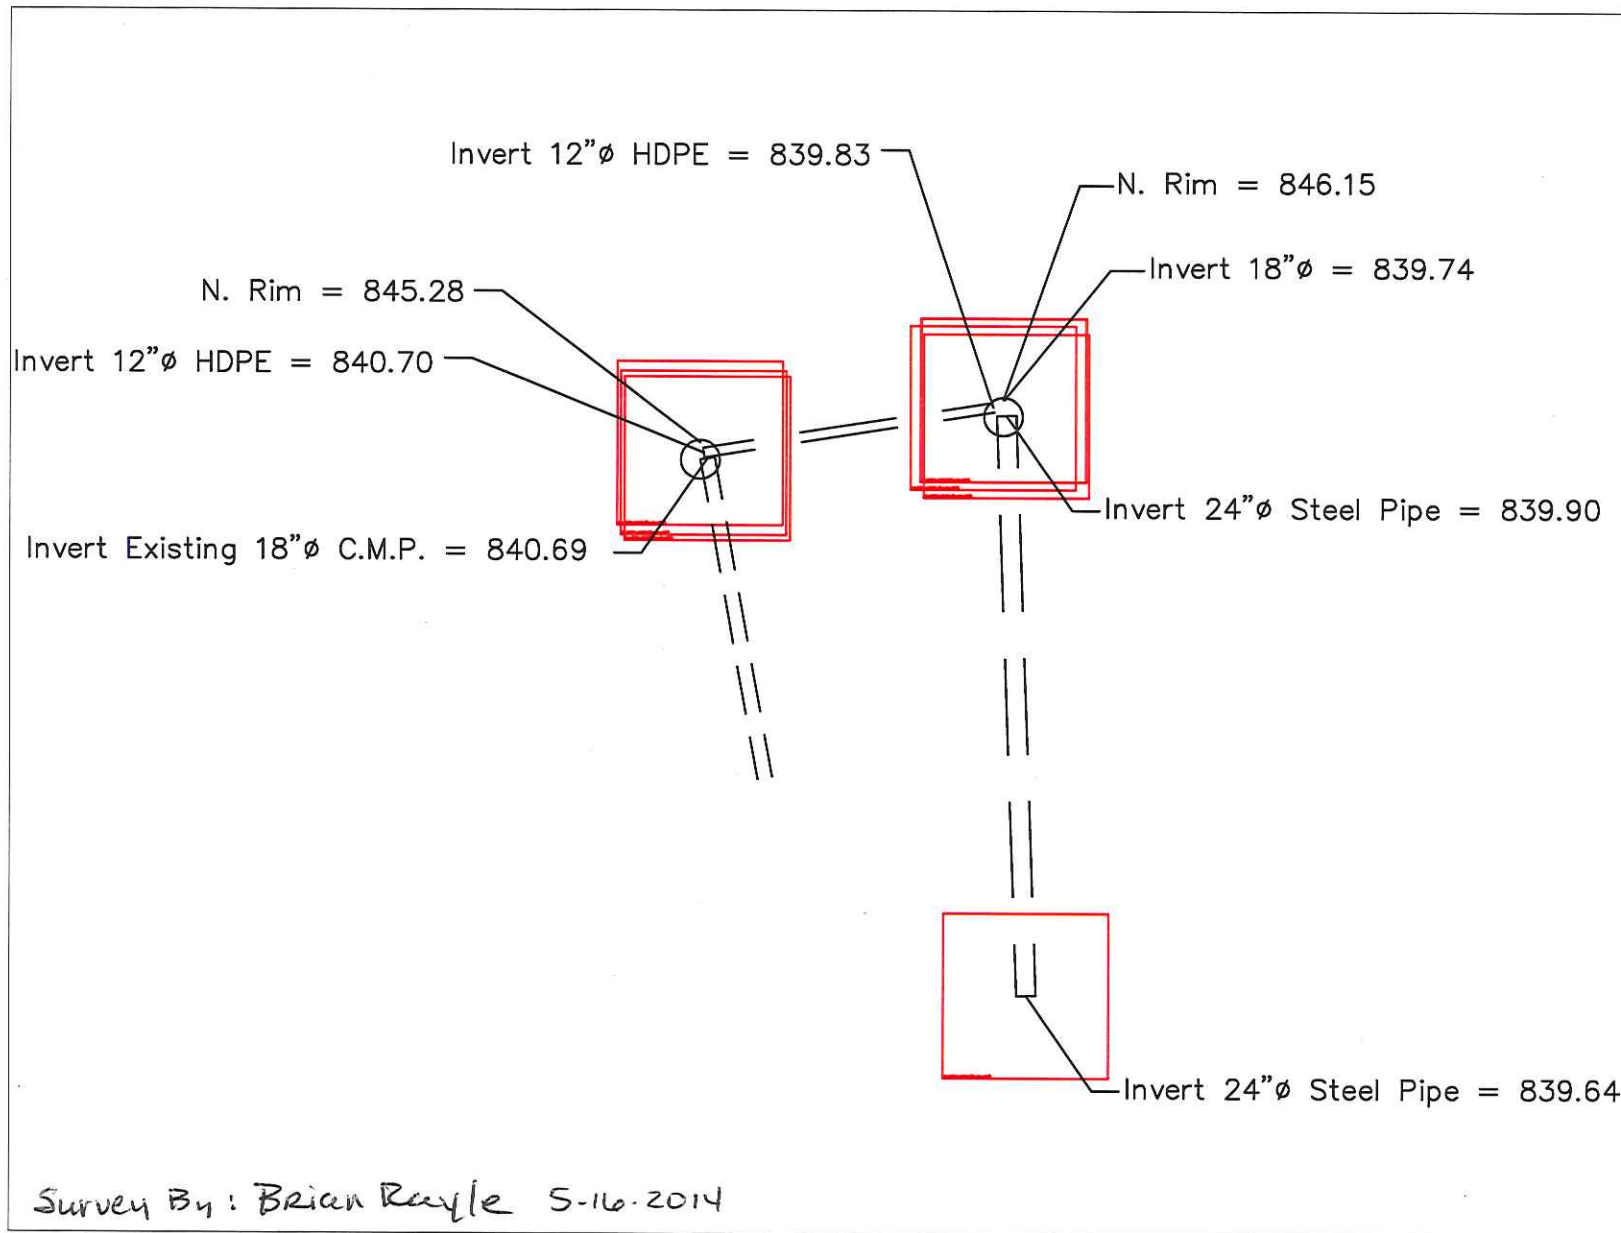 Invert 12"ø HDPE = 839.83
N. Rim = 846.15
Invert 18"ø = 839.74
N. Rim = 845.28
Invert 12"ø HDPE = 840.70
Invert 24"ø Steel Pipe = 839.90
Invert Existing 18"ø C.M.P. = 840.69
Invert 24"ø Steel Pipe = 839.64
Survey By: Brian Rayle 5-16-2014